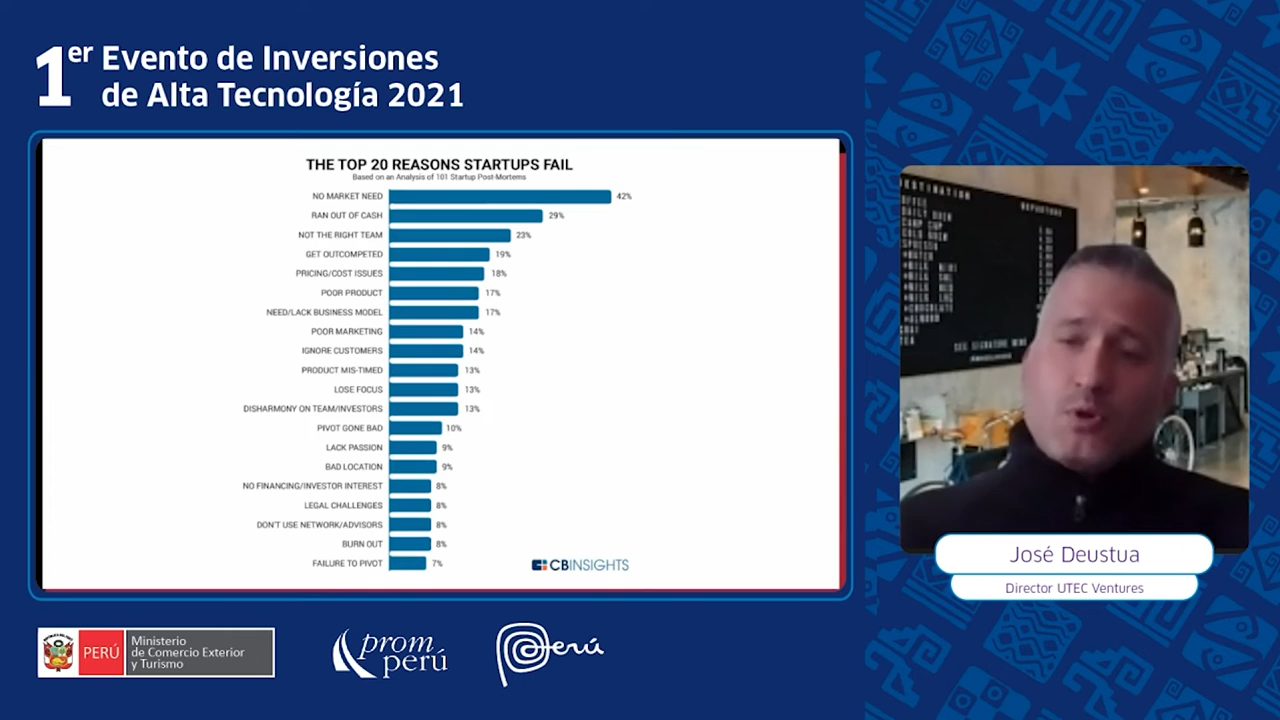 1er Evento de Inversiones
de Alta Tecnología 2021
THE TOP 20 REASONS STARTUPS FAIL
Based on an Analysis of 101 Startup Post-Mortems
NO MARKET NEED 42%
RAN OUT OF CASH 29%
NOT THE RIGHT TEAM 23%
GET OUTCOMPETED 19%
PRICING/COST ISSUES 18%
POOR PRODUCT 17%
NEED/LACK BUSINESS MODEL 17%
POOR MARKETING 14%
IGNORE CUSTOMERS 14%
PRODUCT MIS-TIMED 13%
LOSE FOCUS 13%
DISHARMONY ON TEAM/INVESTORS 13%
PIVOT GONE BAD 10%
LACK PASSION 9%
BAD LOCATION 9%
NO FINANCING/INVESTOR INTEREST 8%
LEGAL CHALLENGES 8%
DON'T USE NETWORK/ADVISORS 8%
BURN OUT 8%
FAILURE TO PIVOT 7%
CBINSIGHTS
DEPARTURE
José Deustua
Director UTEC Ventures
PERÚ
Ministerio
de Comercio Exterior
y Turismo
prom
perú
Perú